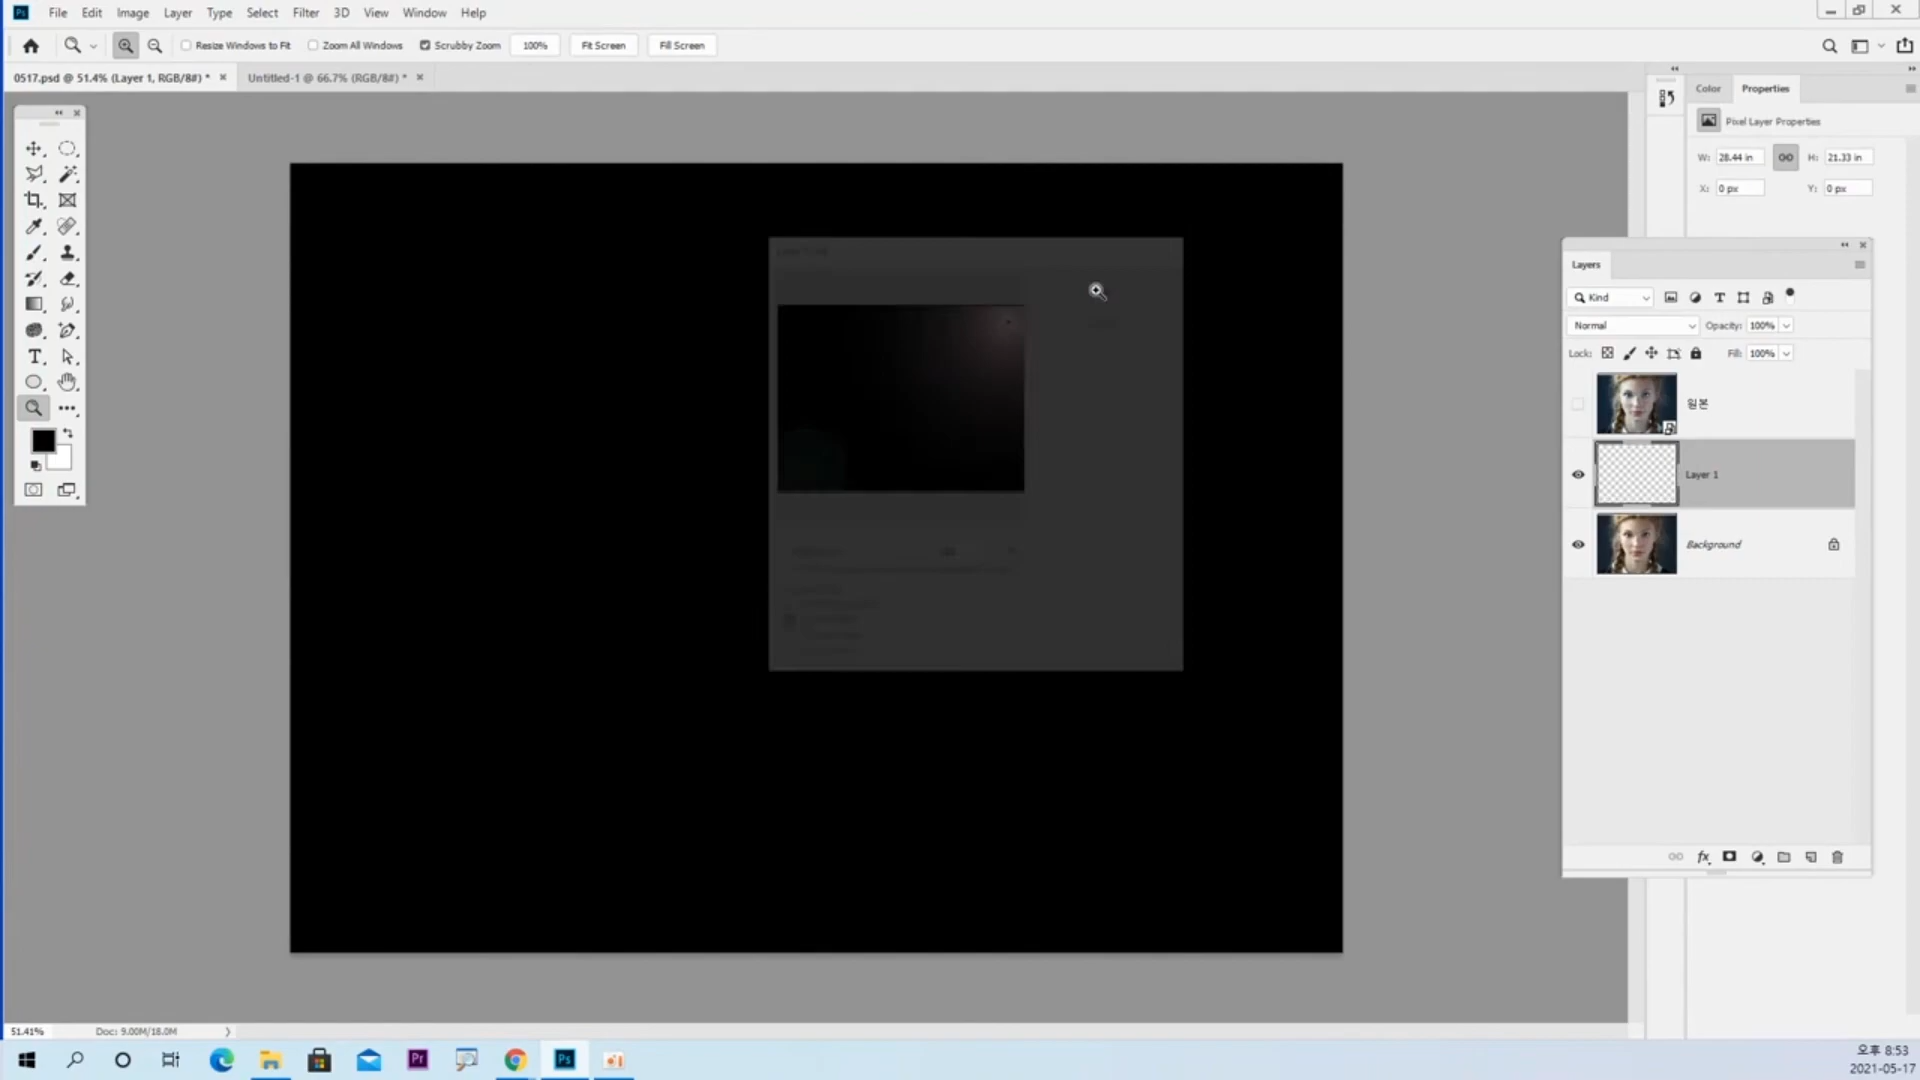 File Edit Image Layer Type Select Filter 3D View Window Help
Resize Windows to Fit Zoom All Windows Scrubby Zoom 100% Fit Screen Fill Screen
0517.psd @ 51.4% (Layer 1, RGB/8#) * Untitled-1 @ 66.7% (RGB/8#) *
Color Properties
Pixel Layer Properties
W: 28.44 in H: 21.33 in
X: 0 px Y: 0 px
Layers
Kind
Normal Opacity: 100%
Lock: Fill: 100%
원본
Layer 1
Background
51.41% Doc: 9.00M/18.0M
오후 8:53
2021-05-17